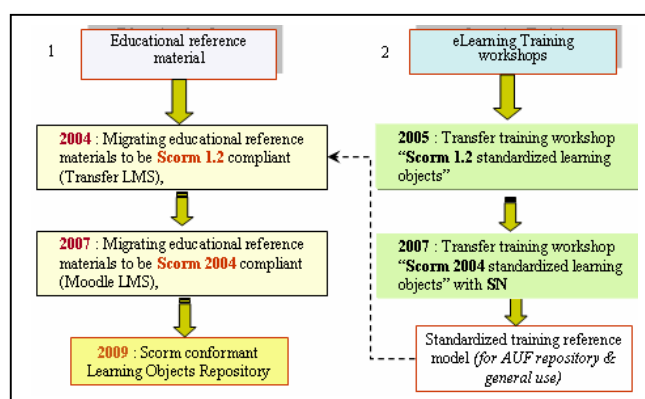 1
Educational reference
material
2004 : Migrating educational reference
materials to be Scorm 1.2 compliant
(Transfer LMS),
2007 : Migrating educational reference
materials to be Scorm 2004 compliant
(Moodle LMS),
2009 : Scorm conformant
Learning Objects Repository
2
eLearning Training
workshops
2005 : Transfer training workshop
“Scorm 1.2 standardized learning
objects”
2007 : Transfer training workshop
“Scorm 2004 standardized learning
objects” with SN
Standardized training reference
model (for AUF repository &
general use)